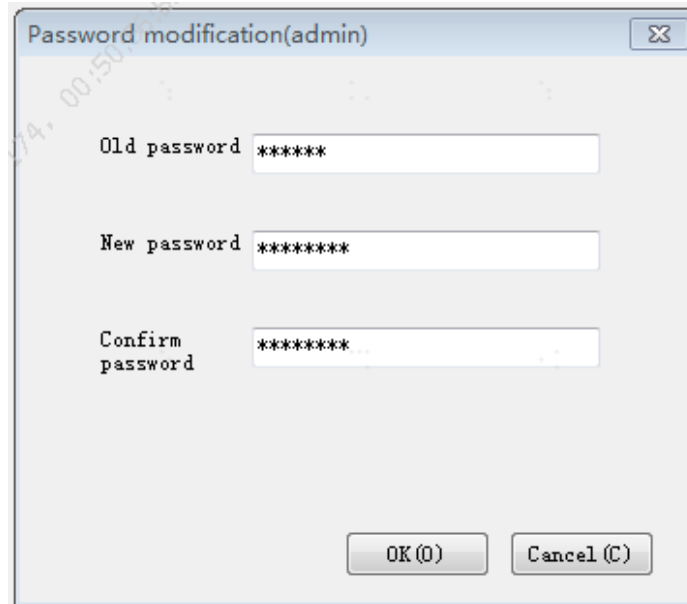 Password modification(admin)
Old password ******
New password ********
Confirm
password ********
OK(O)
Cancel(C)